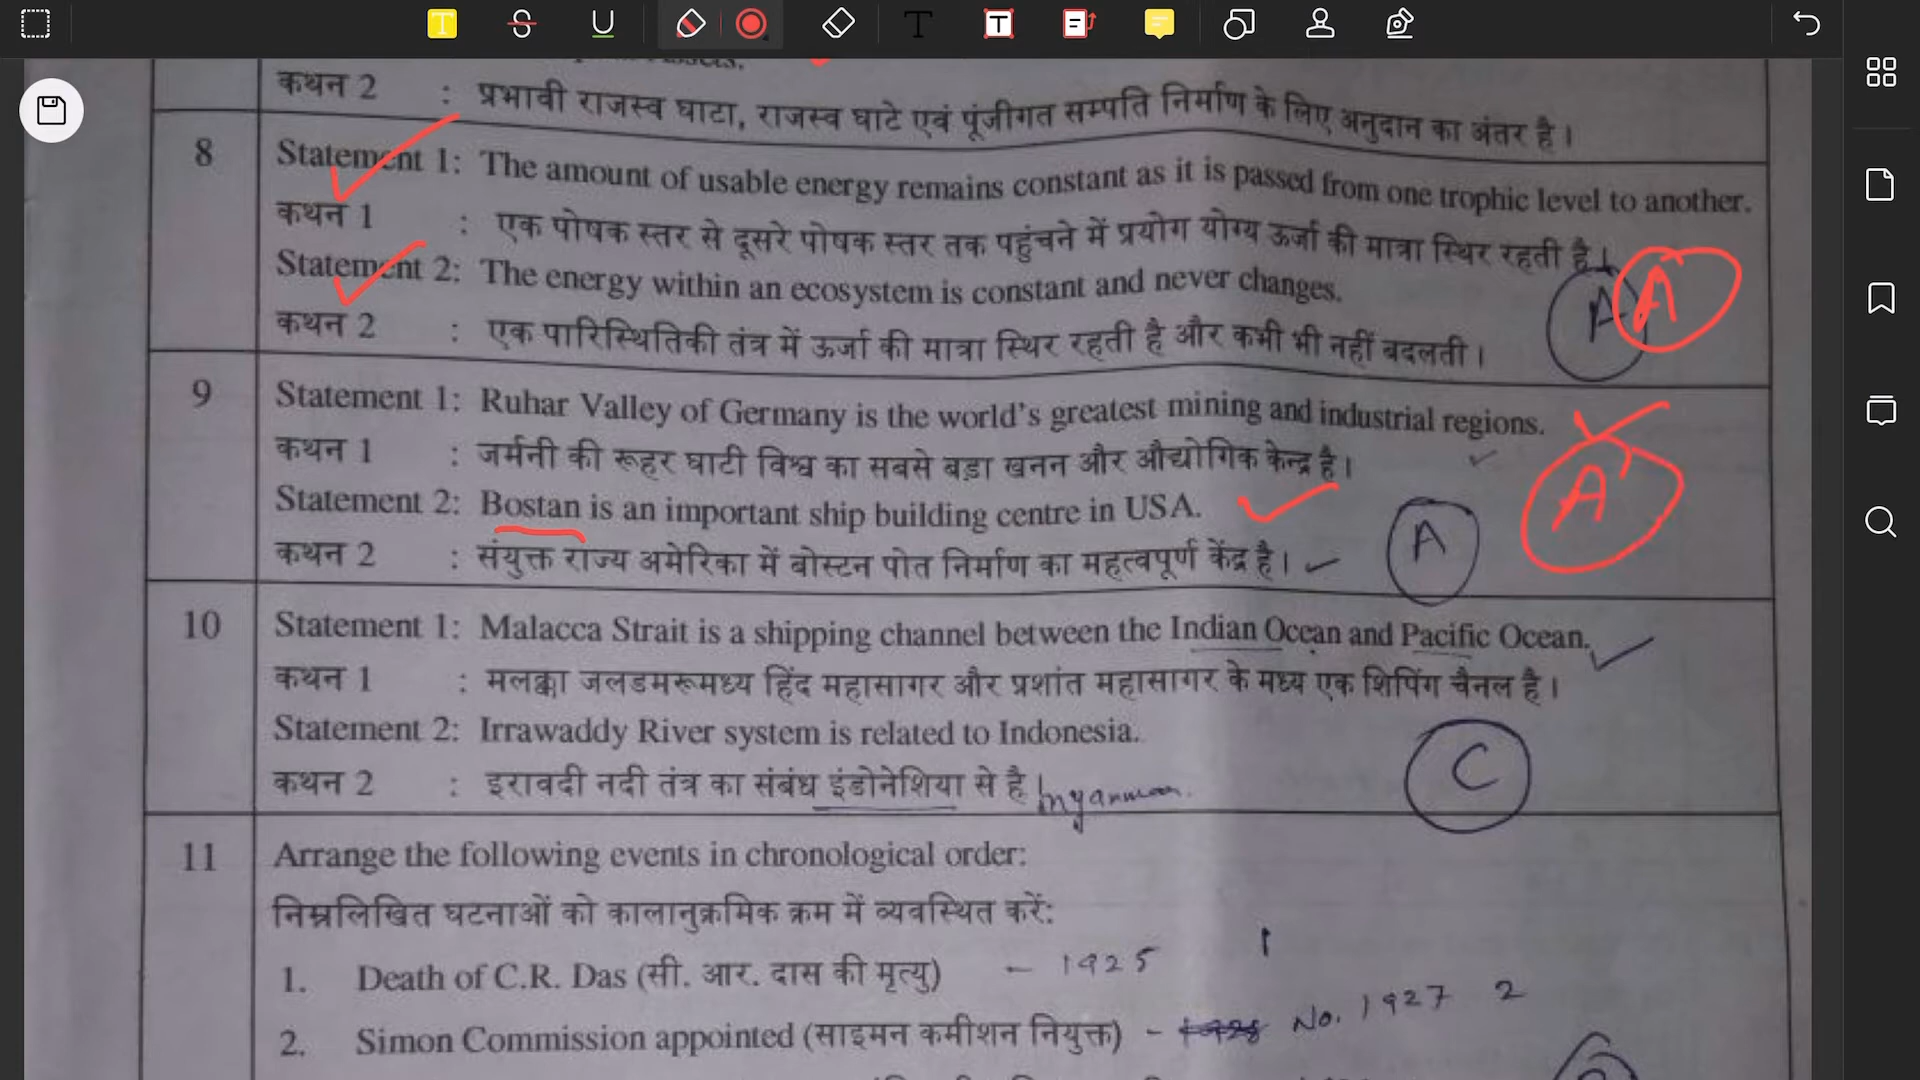 कथन 2 : प्रभावी राजस्व घाटा, राजस्व घाटे एवं पूंजीगत सम्पति निर्माण के लिए अनुदान का अंतर है।
8 Statement 1: The amount of usable energy remains constant as it is passed from one trophic level to another.
कथन 1 : एक पोषक स्तर से दूसरे पोषक स्तर तक पहुंचने में प्रयोग योग्य ऊर्जा की मात्रा स्थिर रहती है।
Statement 2: The energy within an ecosystem is constant and never changes.
A A
कथन 2 : एक पारिस्थितिकी तंत्र में ऊर्जा की मात्रा स्थिर रहती है और कभी भी नहीं बदलती।
9 Statement 1: Ruhar Valley of Germany is the world's greatest mining and industrial regions.
कथन 1 : जर्मनी की रूहर घाटी विश्व का सबसे बड़ा खनन और औद्योगिक केन्द्र है।
Statement 2: Bostan is an important ship building centre in USA.
A A
कथन 2 : संयुक्त राज्य अमेरिका में बोस्टन पोत निर्माण का महत्वपूर्ण केंद्र है।
10 Statement 1: Malacca Strait is a shipping channel between the Indian Ocean and Pacific Ocean.
कथन 1 : मलक्का जलडमरूमध्य हिंद महासागर और प्रशांत महासागर के मध्य एक शिपिंग चैनल है।
Statement 2: Irrawaddy River system is related to Indonesia.
C
कथन 2 : इरावदी नदी तंत्र का संबंध इंडोनेशिया से है। myanmar.
11 Arrange the following events in chronological order:
निम्नलिखित घटनाओं को कालानुक्रमिक क्रम में व्यवस्थित करें:
1. Death of C.R. Das (सी. आर. दास की मृत्यु) - 1925 1
2. Simon Commission appointed (साइमन कमीशन नियुक्त) - 1928 No. 1927 2